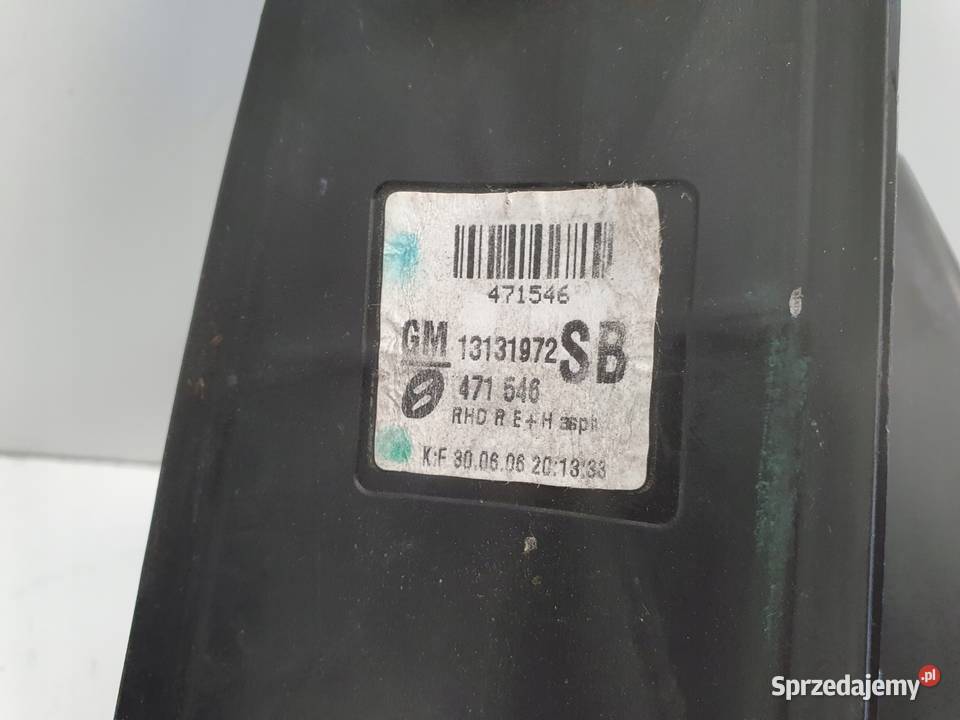 471546
GM 13131972 SB
471 546
RHD R E+H
K:F 30.06.06 20:13:33
Sprzedajemy.pl